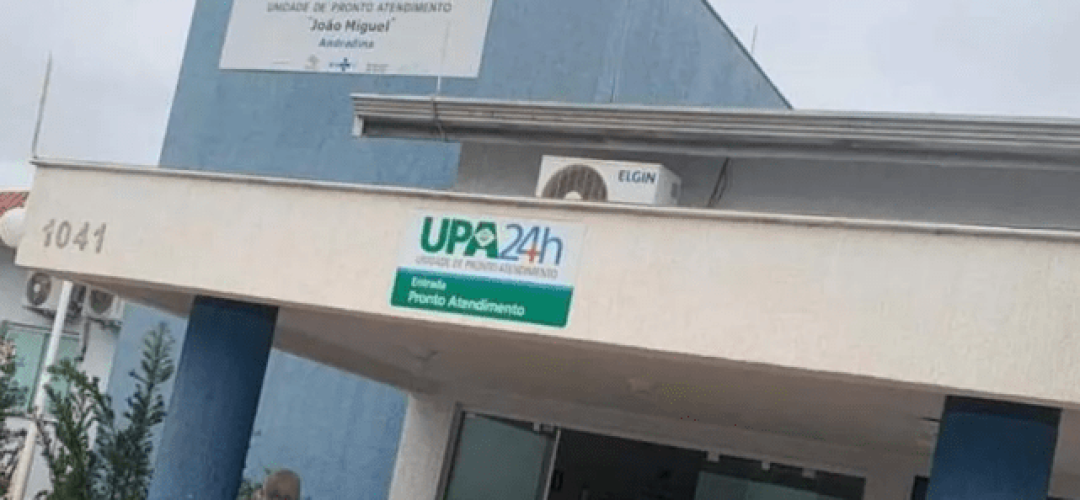 UNIDADE DE PRONTO ATENDIMENTO
"João Miguel"
Andradina
ELGIN
1041
UPA24h
UNIDADE DE PRONTO ATENDIMENTO
Entrada
Pronto Atendimento